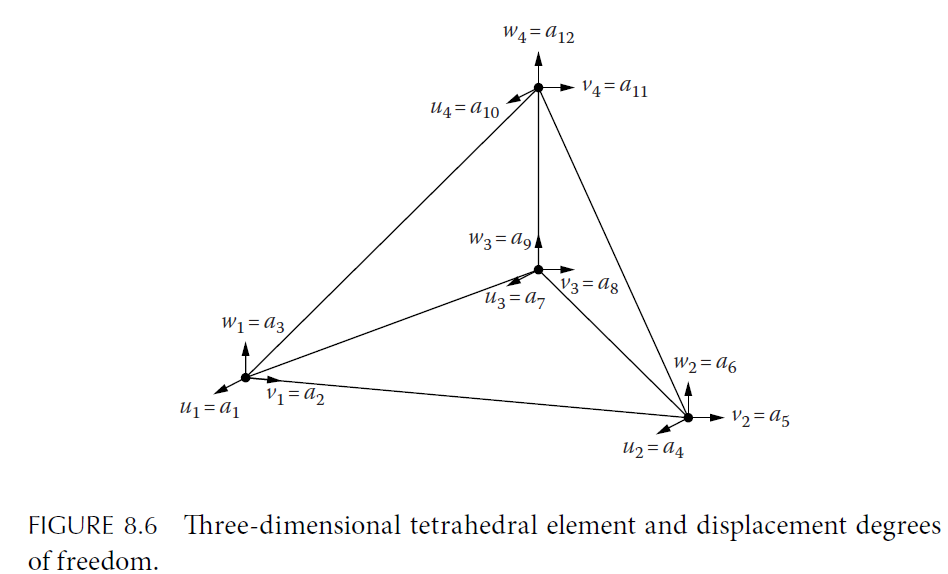 w4 = a12
v4 = a11
u4 = a10
w3 = a9
v3 = a8
u3 = a7
w1 = a3
v1 = a2
u1 = a1
w2 = a6
v2 = a5
u2 = a4
FIGURE 8.6 Three-dimensional tetrahedral element and displacement degrees
of freedom.